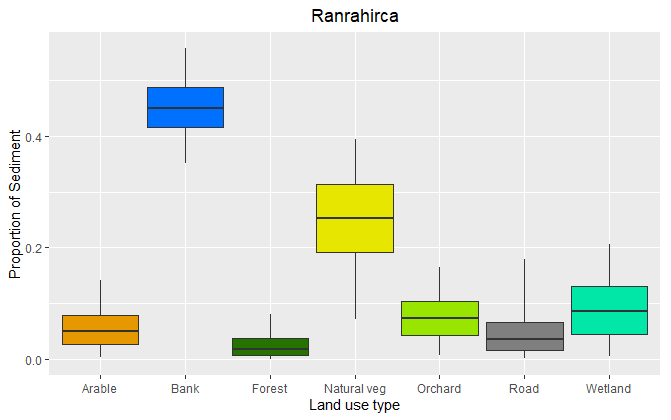 Ranrahirca
Proportion of Sediment
0.4
0.2
0.0
Arable Bank Forest Natural veg Orchard Road Wetland
Land use type